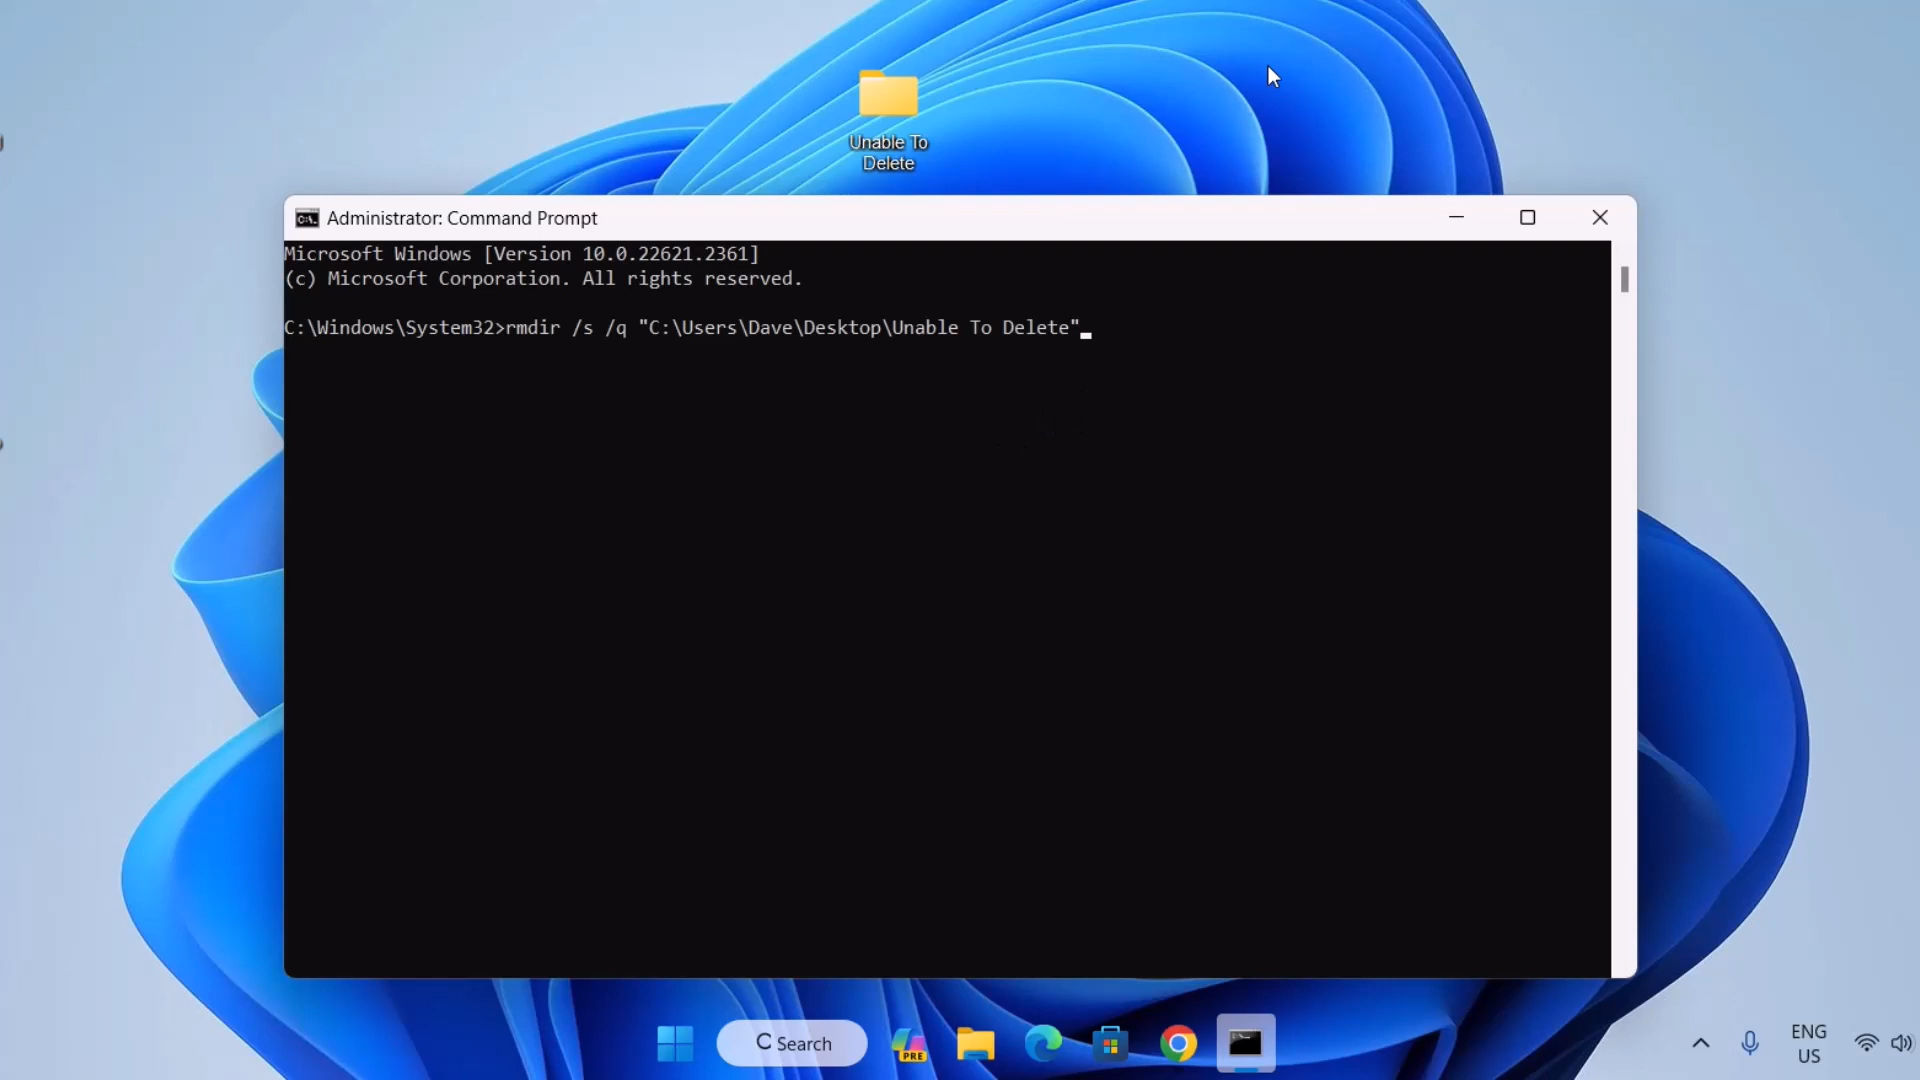 Unable To
Delete
Administrator: Command Prompt
Microsoft Windows [Version 10.0.22621.2361]
(c) Microsoft Corporation. All rights reserved.
C:\Windows\System32>rmdir /s /q "C:\Users\Dave\Desktop\Unable To Delete"
Search
PRE
ENG
US